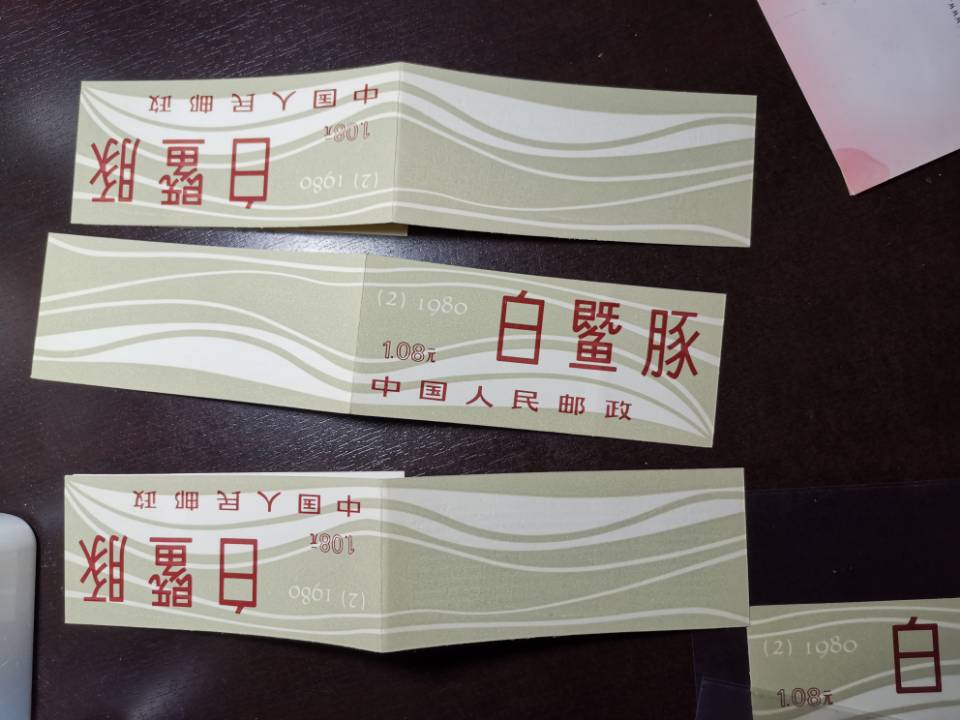 中国人民邮政
1.08元
白鱀豚
(2) 1980
(2) 1980
白鱀豚
1.08元
中国人民邮政
中国人民邮政
1.08元
白鱀豚
(2) 1980
(2) 1980
白
1.08元